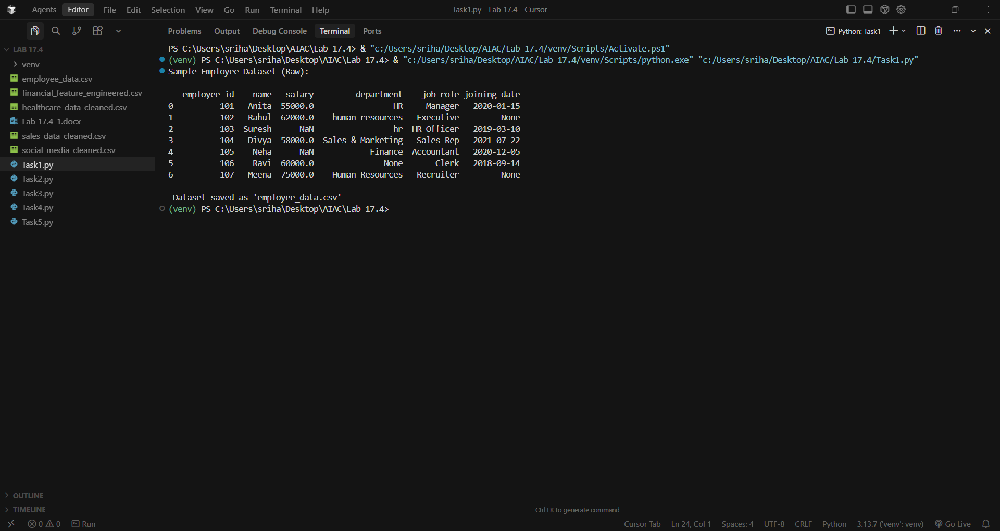 Agents Editor File Edit Selection View Go Run Terminal Help Task1.py - Lab 17.4 - Cursor
LAB 17.4
venv
employee_data.csv
financial_feature_engineered.csv
healthcare_data_cleaned.csv
Lab 17.4-1.docx
sales_data_cleaned.csv
social_media_cleaned.csv
Task1.py
Task2.py
Task3.py
Task4.py
Task5.py
OUTLINE
TIMELINE
Problems Output Debug Console Terminal Ports Python: Task1
PS C:\Users\sriha\Desktop\AIAC\Lab 17.4> & "c:/Users/sriha/Desktop/AIAC/Lab 17.4/venv/Scripts/Activate.ps1"
(venv) PS C:\Users\sriha\Desktop\AIAC\Lab 17.4> & "c:/Users/sriha/Desktop/AIAC/Lab 17.4/venv/Scripts/python.exe" "c:/Users/sriha/Desktop/AIAC/Lab 17.4/Task1.py"
Sample Employee Dataset (Raw):
employee_id name salary department job_role joining_date
0 101 Anita 55000.0 HR Manager 2020-01-15
1 102 Rahul 62000.0 human resources Executive None
2 103 Suresh NaN hr HR Officer 2019-03-10
3 104 Divya 58000.0 Sales & Marketing Sales Rep 2021-07-22
4 105 Neha NaN Finance Accountant 2020-12-05
5 106 Ravi 60000.0 None Clerk 2018-09-14
6 107 Meena 75000.0 Human Resources Recruiter None
Dataset saved as 'employee_data.csv'
(venv) PS C:\Users\sriha\Desktop\AIAC\Lab 17.4>
Ctrl+K to generate command
0 0 Run Cursor Tab Ln 24, Col 1 Spaces: 4 UTF-8 CRLF Python 3.13.7 ('venv': venv) Go Live